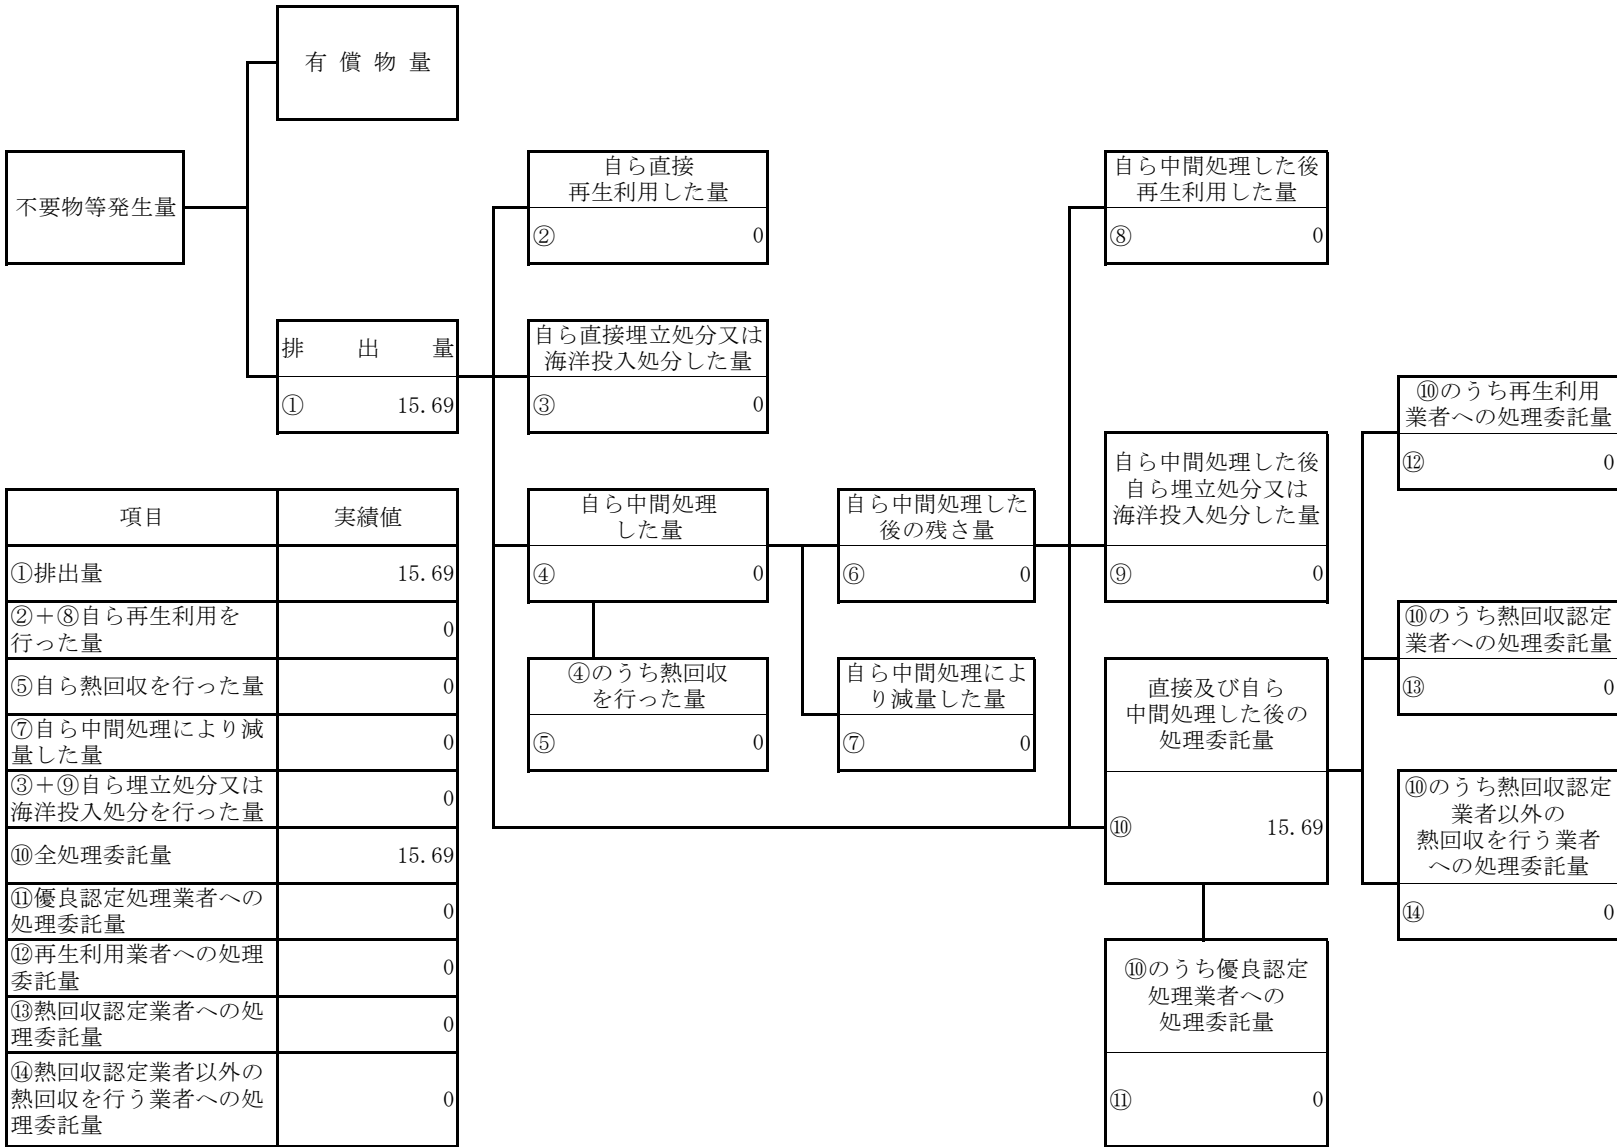 有 償 物 量
不要物等発生量
自ら直接
再生利用した量
② 0
自ら中間処理した後
再生利用した量
⑧ 0
排 出 量
① 15.69
自ら直接埋立処分又は
海洋投入処分した量
③ 0
⑩のうち再生利用
業者への処理委託量
⑫ 0
自ら中間処理した後
自ら埋立処分又は
海洋投入処分した量
⑨ 0
自ら中間処理
した量
④ 0
自ら中間処理した
後の残さ量
⑥ 0
⑩のうち熱回収認定
業者への処理委託量
⑬ 0
④のうち熱回収
を行った量
⑤ 0
自ら中間処理によ
り減量した量
⑦ 0
直接及び自ら
中間処理した後の
処理委託量
⑩ 15.69
⑩のうち熱回収認定
業者以外の
熱回収を行う業者
への処理委託量
⑭ 0
⑩のうち優良認定
処理業者への
処理委託量
⑪ 0
項目 実績値
①排出量 15.69
②＋⑧自ら再生利用を
行った量 0
⑤自ら熱回収を行った量 0
⑦自ら中間処理により減
量した量 0
③＋⑨自ら埋立処分又は
海洋投入処分を行った量 0
⑩全処理委託量 15.69
⑪優良認定処理業者への
処理委託量 0
⑫再生利用業者への処理
委託量 0
⑬熱回収認定業者への処
理委託量 0
⑭熱回収認定業者以外の
熱回収を行う業者への処 0
理委託量